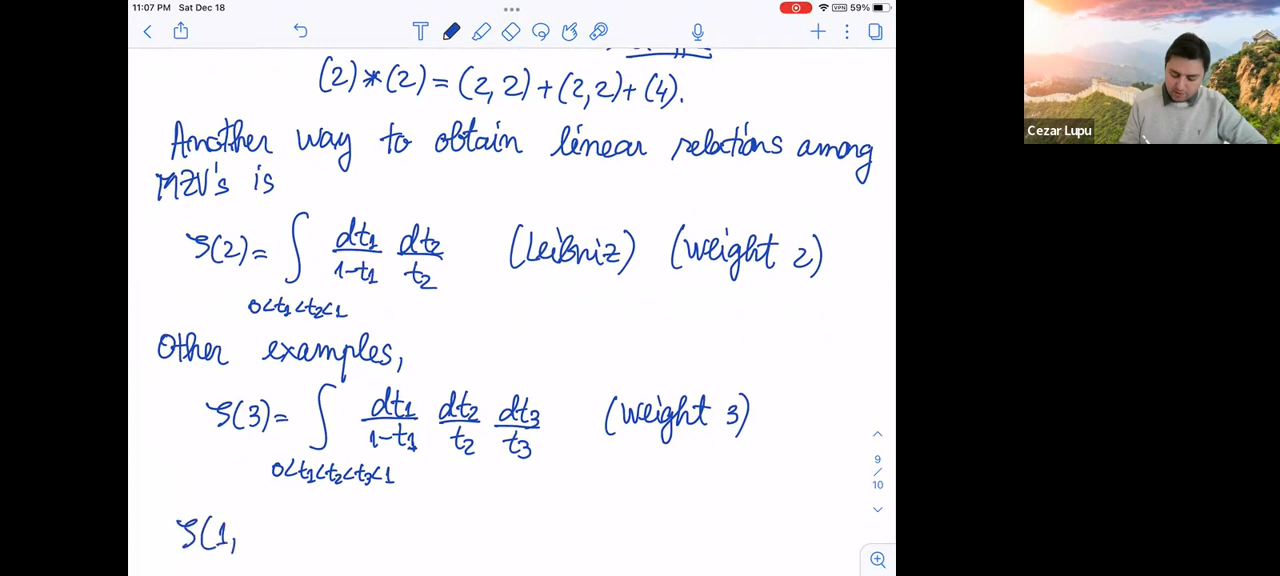 11:07 PM Sat Dec 18
VPN 59%
(2)*(2)=(2,2)+(2,2)+(4).
Another way to obtain linear relations among
MZV's is
ζ(2)= ∫ dt₁/(1-t₁) dt₂/t₂ (Leibniz) (weight 2)
0<t₁<t₂<1
Other examples,
ζ(3)= ∫ dt₁/(1-t₁) dt₂/t₂ dt₃/t₃ (weight 3)
0<t₁<t₂<t₃<1
ζ(1,
9
/
10
Cezar Lupu